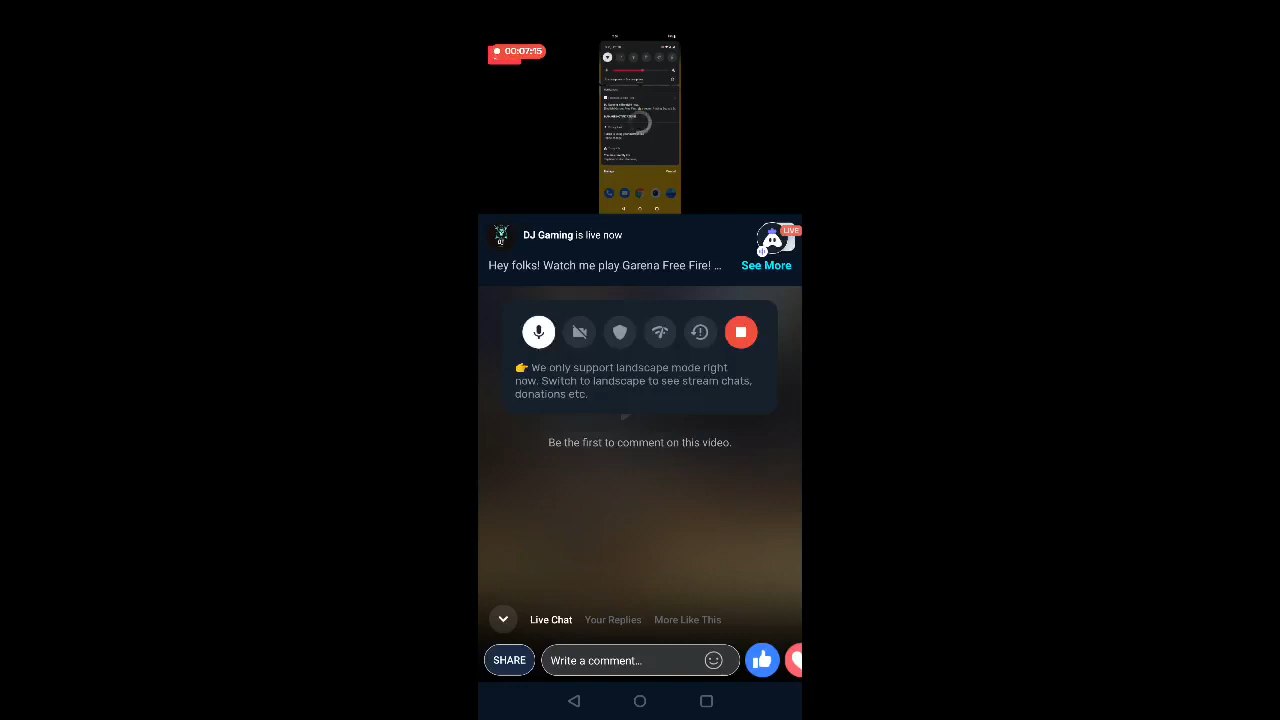 00:07:15
DJ Gaming is live now
LIVE
Hey folks! Watch me play Garena Free Fire! ...
See More
👉 We only support landscape mode right
now. Switch to landscape to see stream chats,
donations etc.
Be the first to comment on this video.
Live Chat Your Replies More Like This
SHARE Write a comment...